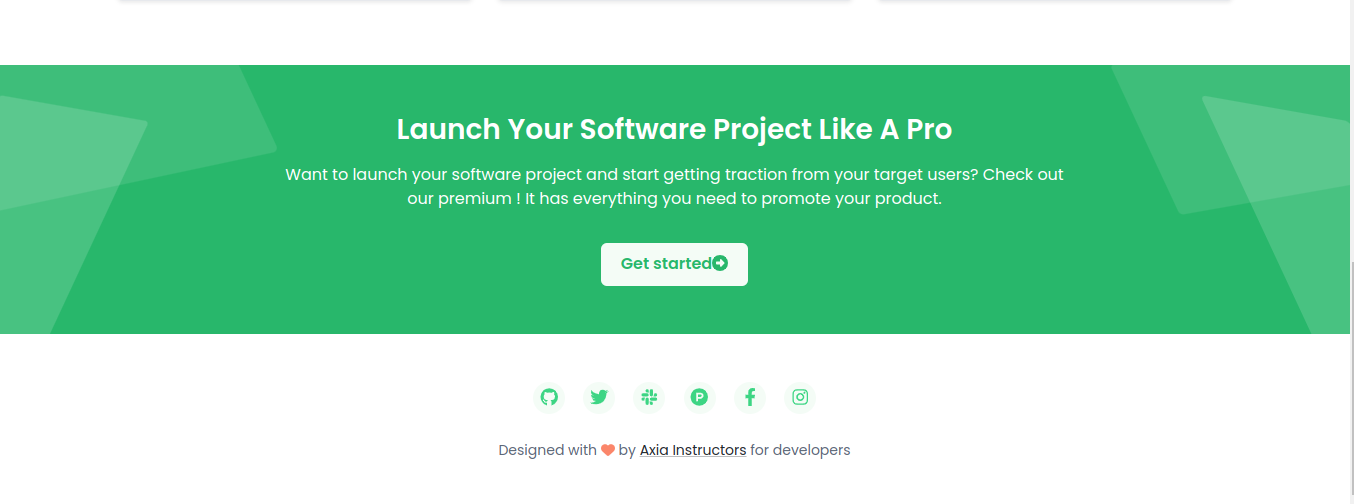 Launch Your Software Project Like A Pro
Want to launch your software project and start getting traction from your target users? Check out
our premium ! It has everything you need to promote your product.
Get started
Designed with by Axia Instructors for developers